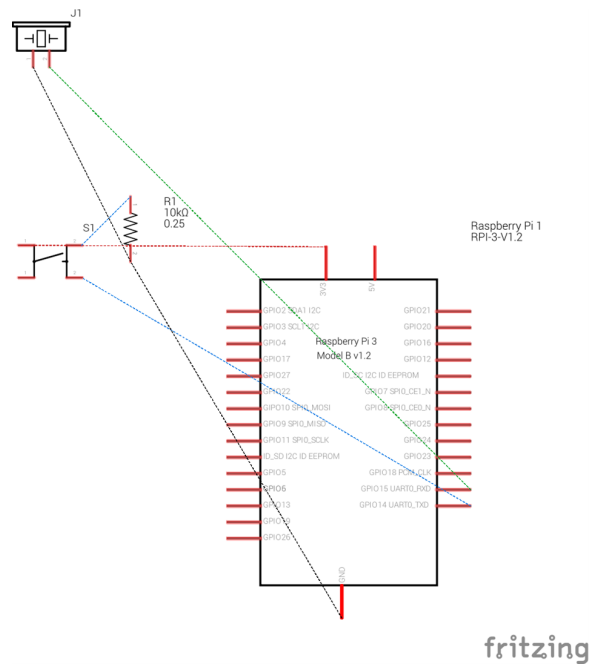 J1
R1
10kΩ
0.25
S1
Raspberry Pi 1
RPI-3-V1.2
3V3
5V
GPIO2 SDA1 I2C
GPIO21
GPIO3 SCL1 I2C
GPIO20
GPIO4
Raspberry Pi 3
GPIO16
Model B v1.2
GPIO17
GPIO12
GPIO27
ID_SC I2C ID EEPROM
GPIO22
GPIO7 SPI0_CE1_N
GPIO10 SPI0_MOSI
GPIO8 SPI0_CE0_N
GPIO9 SPI0_MISO
GPIO25
GPIO11 SPI0_SCLK
GPIO24
ID_SD I2C ID EEPROM
GPIO23
GPIO5
GPIO18 PCM_CLK
GPIO6
GPIO15 UART0_RXD
GPIO13
GPIO14 UART0_TXD
GPIO19
GPIO26
GND
fritzing